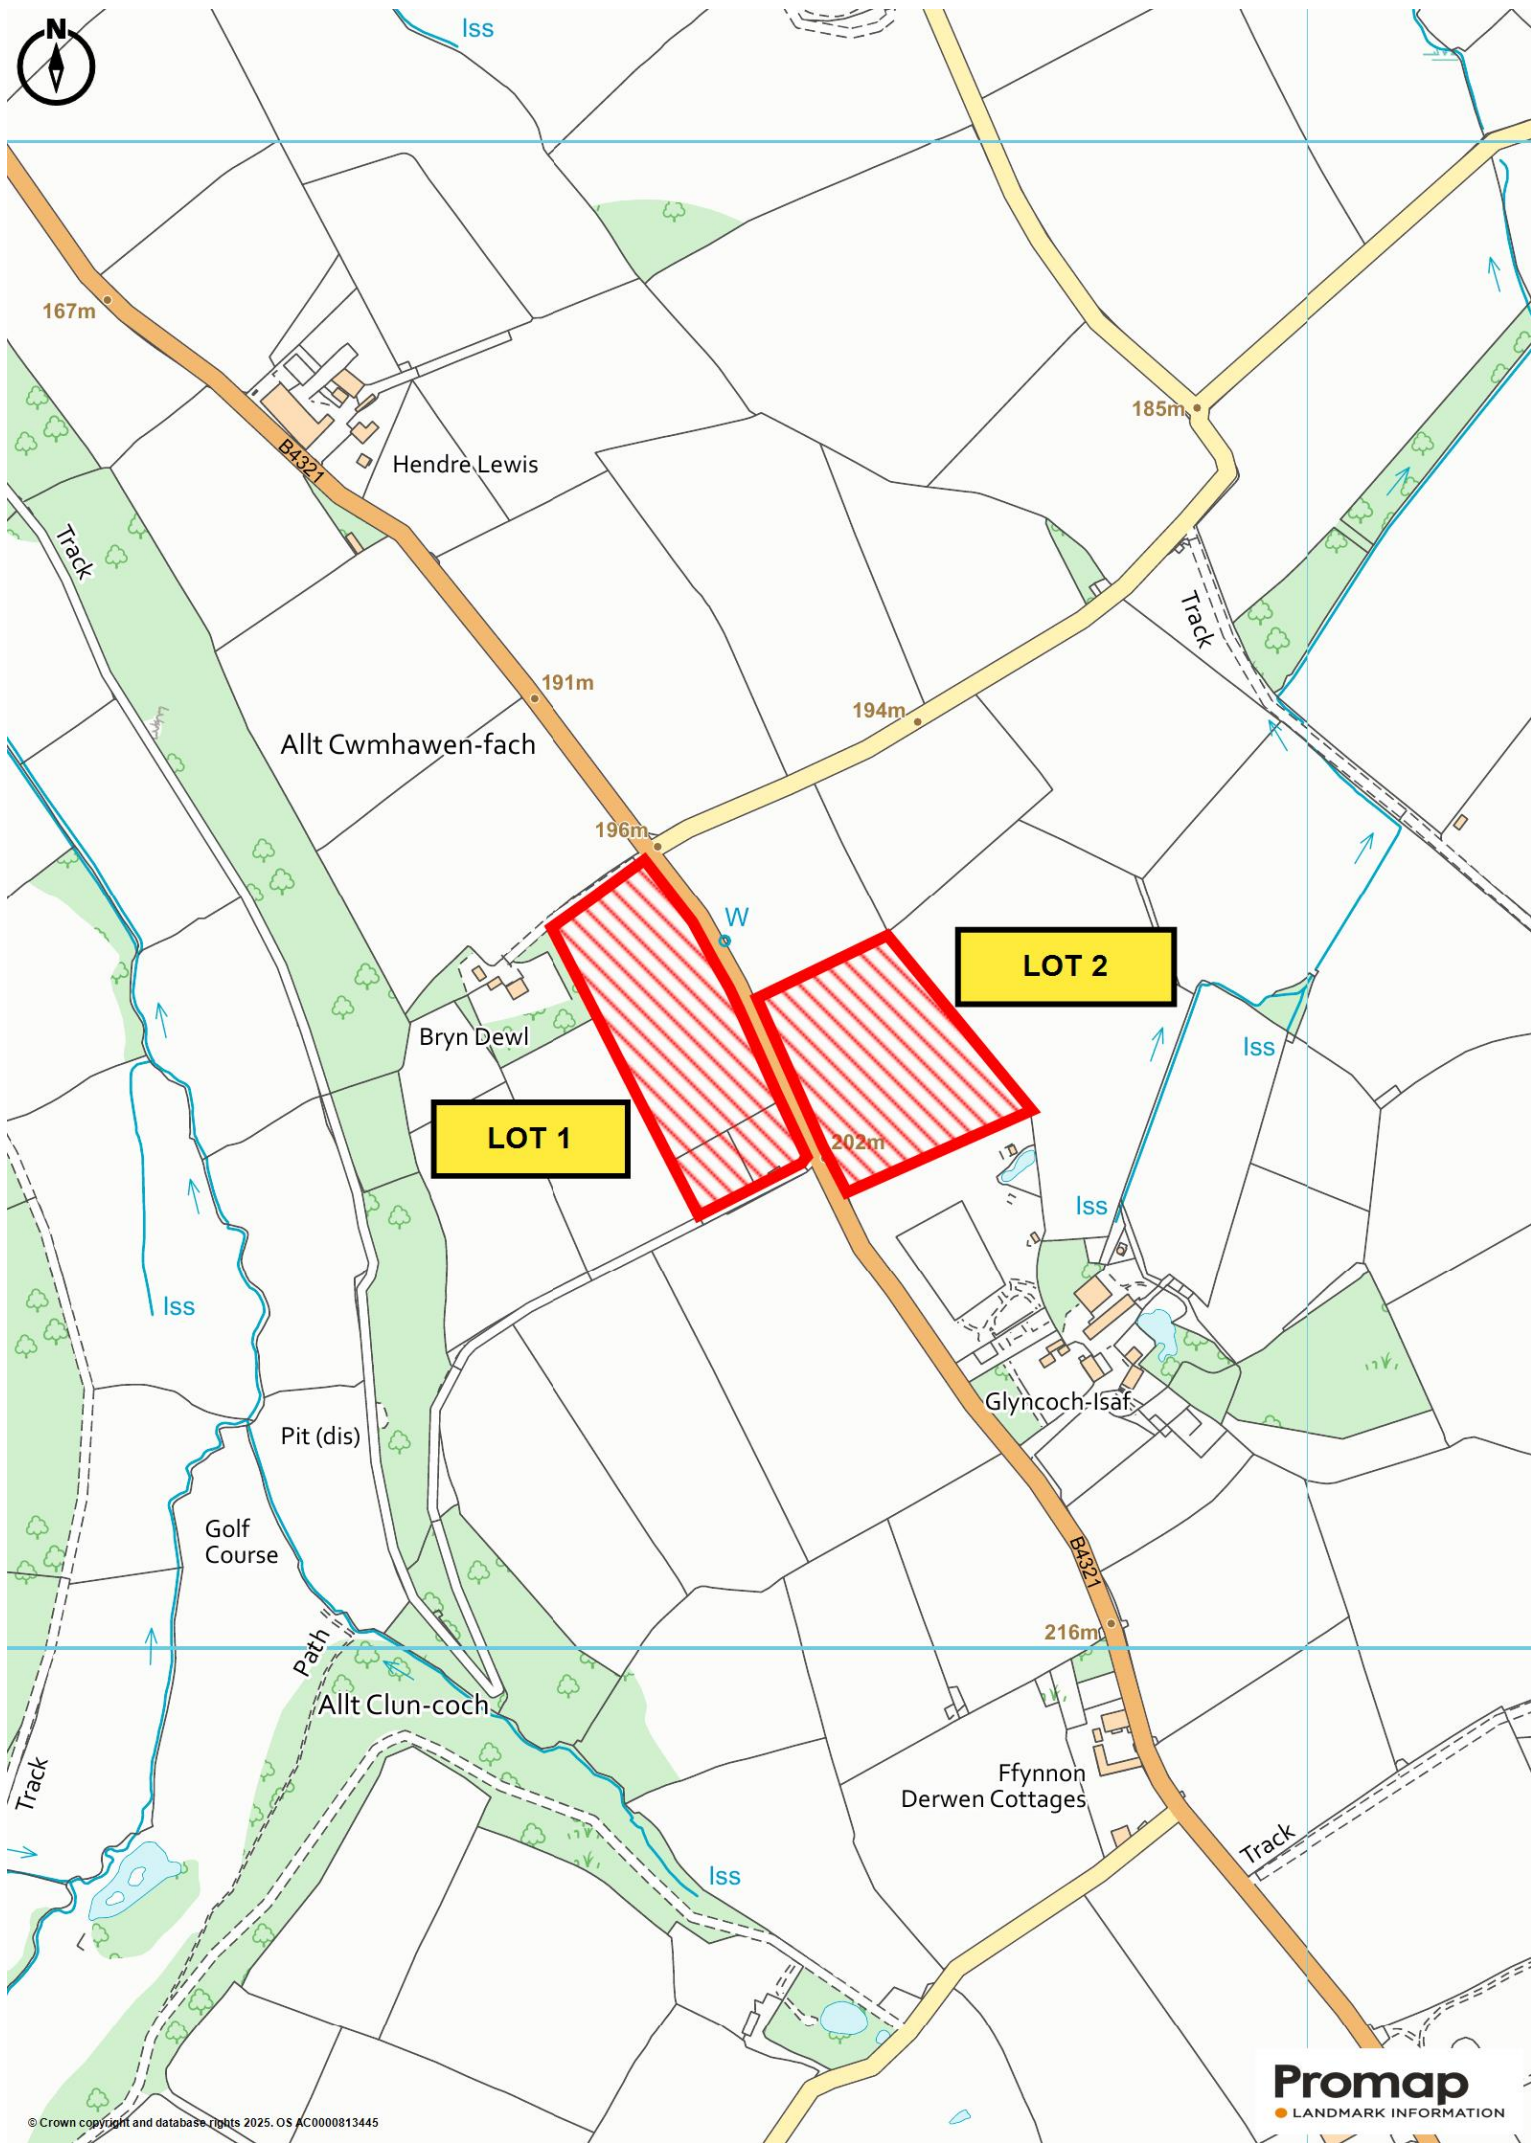 N
Iss
167m
B4321
Hendre Lewis
185m
Track
Track
191m
194m
Allt Cwmhawen-fach
196m
W
LOT 2
Bryn Dewl
Iss
LOT 1
202m
Iss
Iss
Glyncoch-Isaf
Pit (dis)
Golf
Course
B4321
216m
Path
Allt Clun-coch
Track
Ffynnon
Derwen Cottages
Track
Iss
Promap
LANDMARK INFORMATION
© Crown copyright and database rights 2025. OS AC0000813445